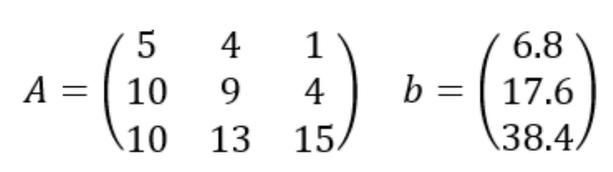 A = (5 4 1
10 9 4
10 13 15) b = (6.8
17.6
38.4)